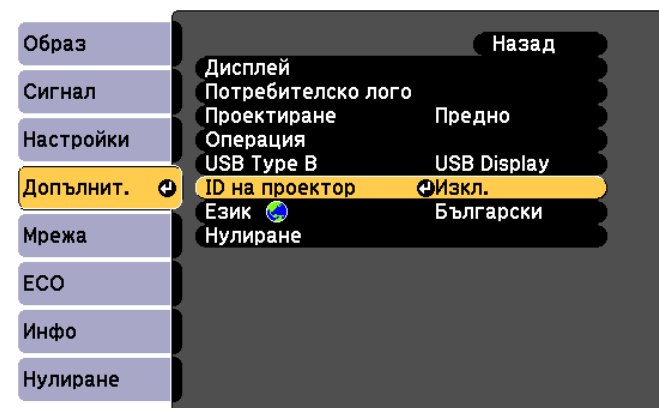 Образ
Сигнал
Настройки
Допълнит.
Мрежа
ECO
Инфо
Нулиране
Назад
Дисплей
Потребителско лого
Проектиране Предно
Операция
USB Type B USB Display
ID на проектор Изкл.
Език Български
Нулиране